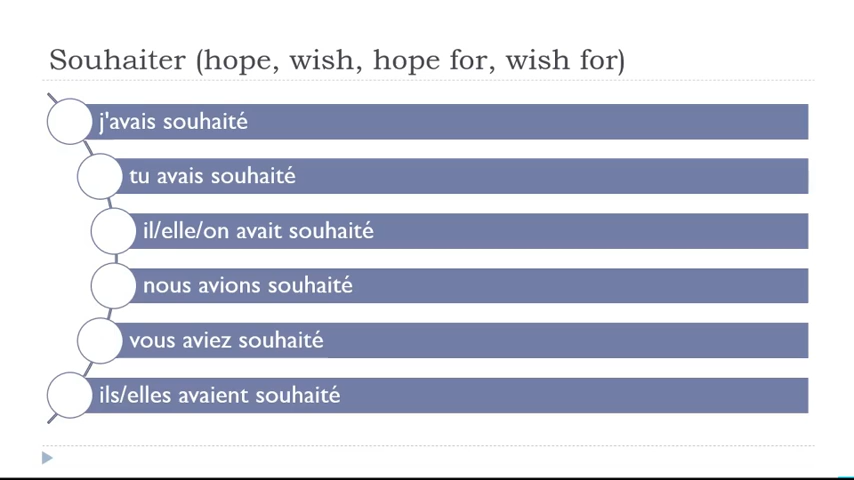 Souhaiter (hope, wish, hope for, wish for)
j'avais souhaité
tu avais souhaité
il/elle/on avait souhaité
nous avions souhaité
vous aviez souhaité
ils/elles avaient souhaité